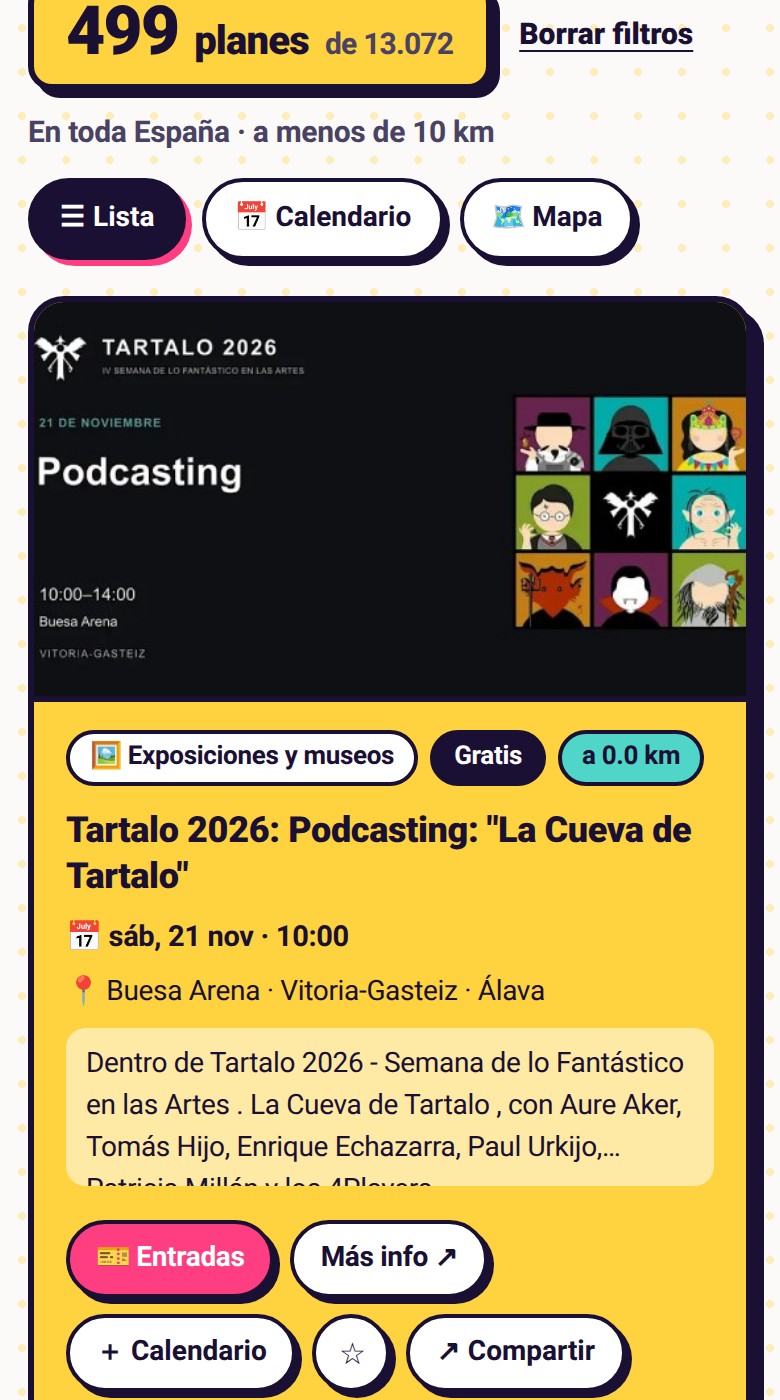 499 planes de 13.072
Borrar filtros
En toda España · a menos de 10 km
☰ Lista
📅 Calendario
🗺️ Mapa
TARTALO 2026
IV SEMANA DE LO FANTÁSTICO EN LAS ARTES
21 DE NOVIEMBRE
Podcasting
10:00–14:00
Buesa Arena
VITORIA-GASTEIZ
🖼️ Exposiciones y museos
Gratis
a 0.0 km
Tartalo 2026: Podcasting: "La Cueva de
Tartalo"
📅 sáb, 21 nov · 10:00
📍 Buesa Arena · Vitoria-Gasteiz · Álava
Dentro de Tartalo 2026 - Semana de lo Fantástico
en las Artes . La Cueva de Tartalo , con Aure Aker,
Tomás Hijo, Enrique Echazarra, Paul Urkijo,...
Patricia Millán y los 4Players
🎫 Entradas
Más info ↗
+ Calendario
☆
↗ Compartir